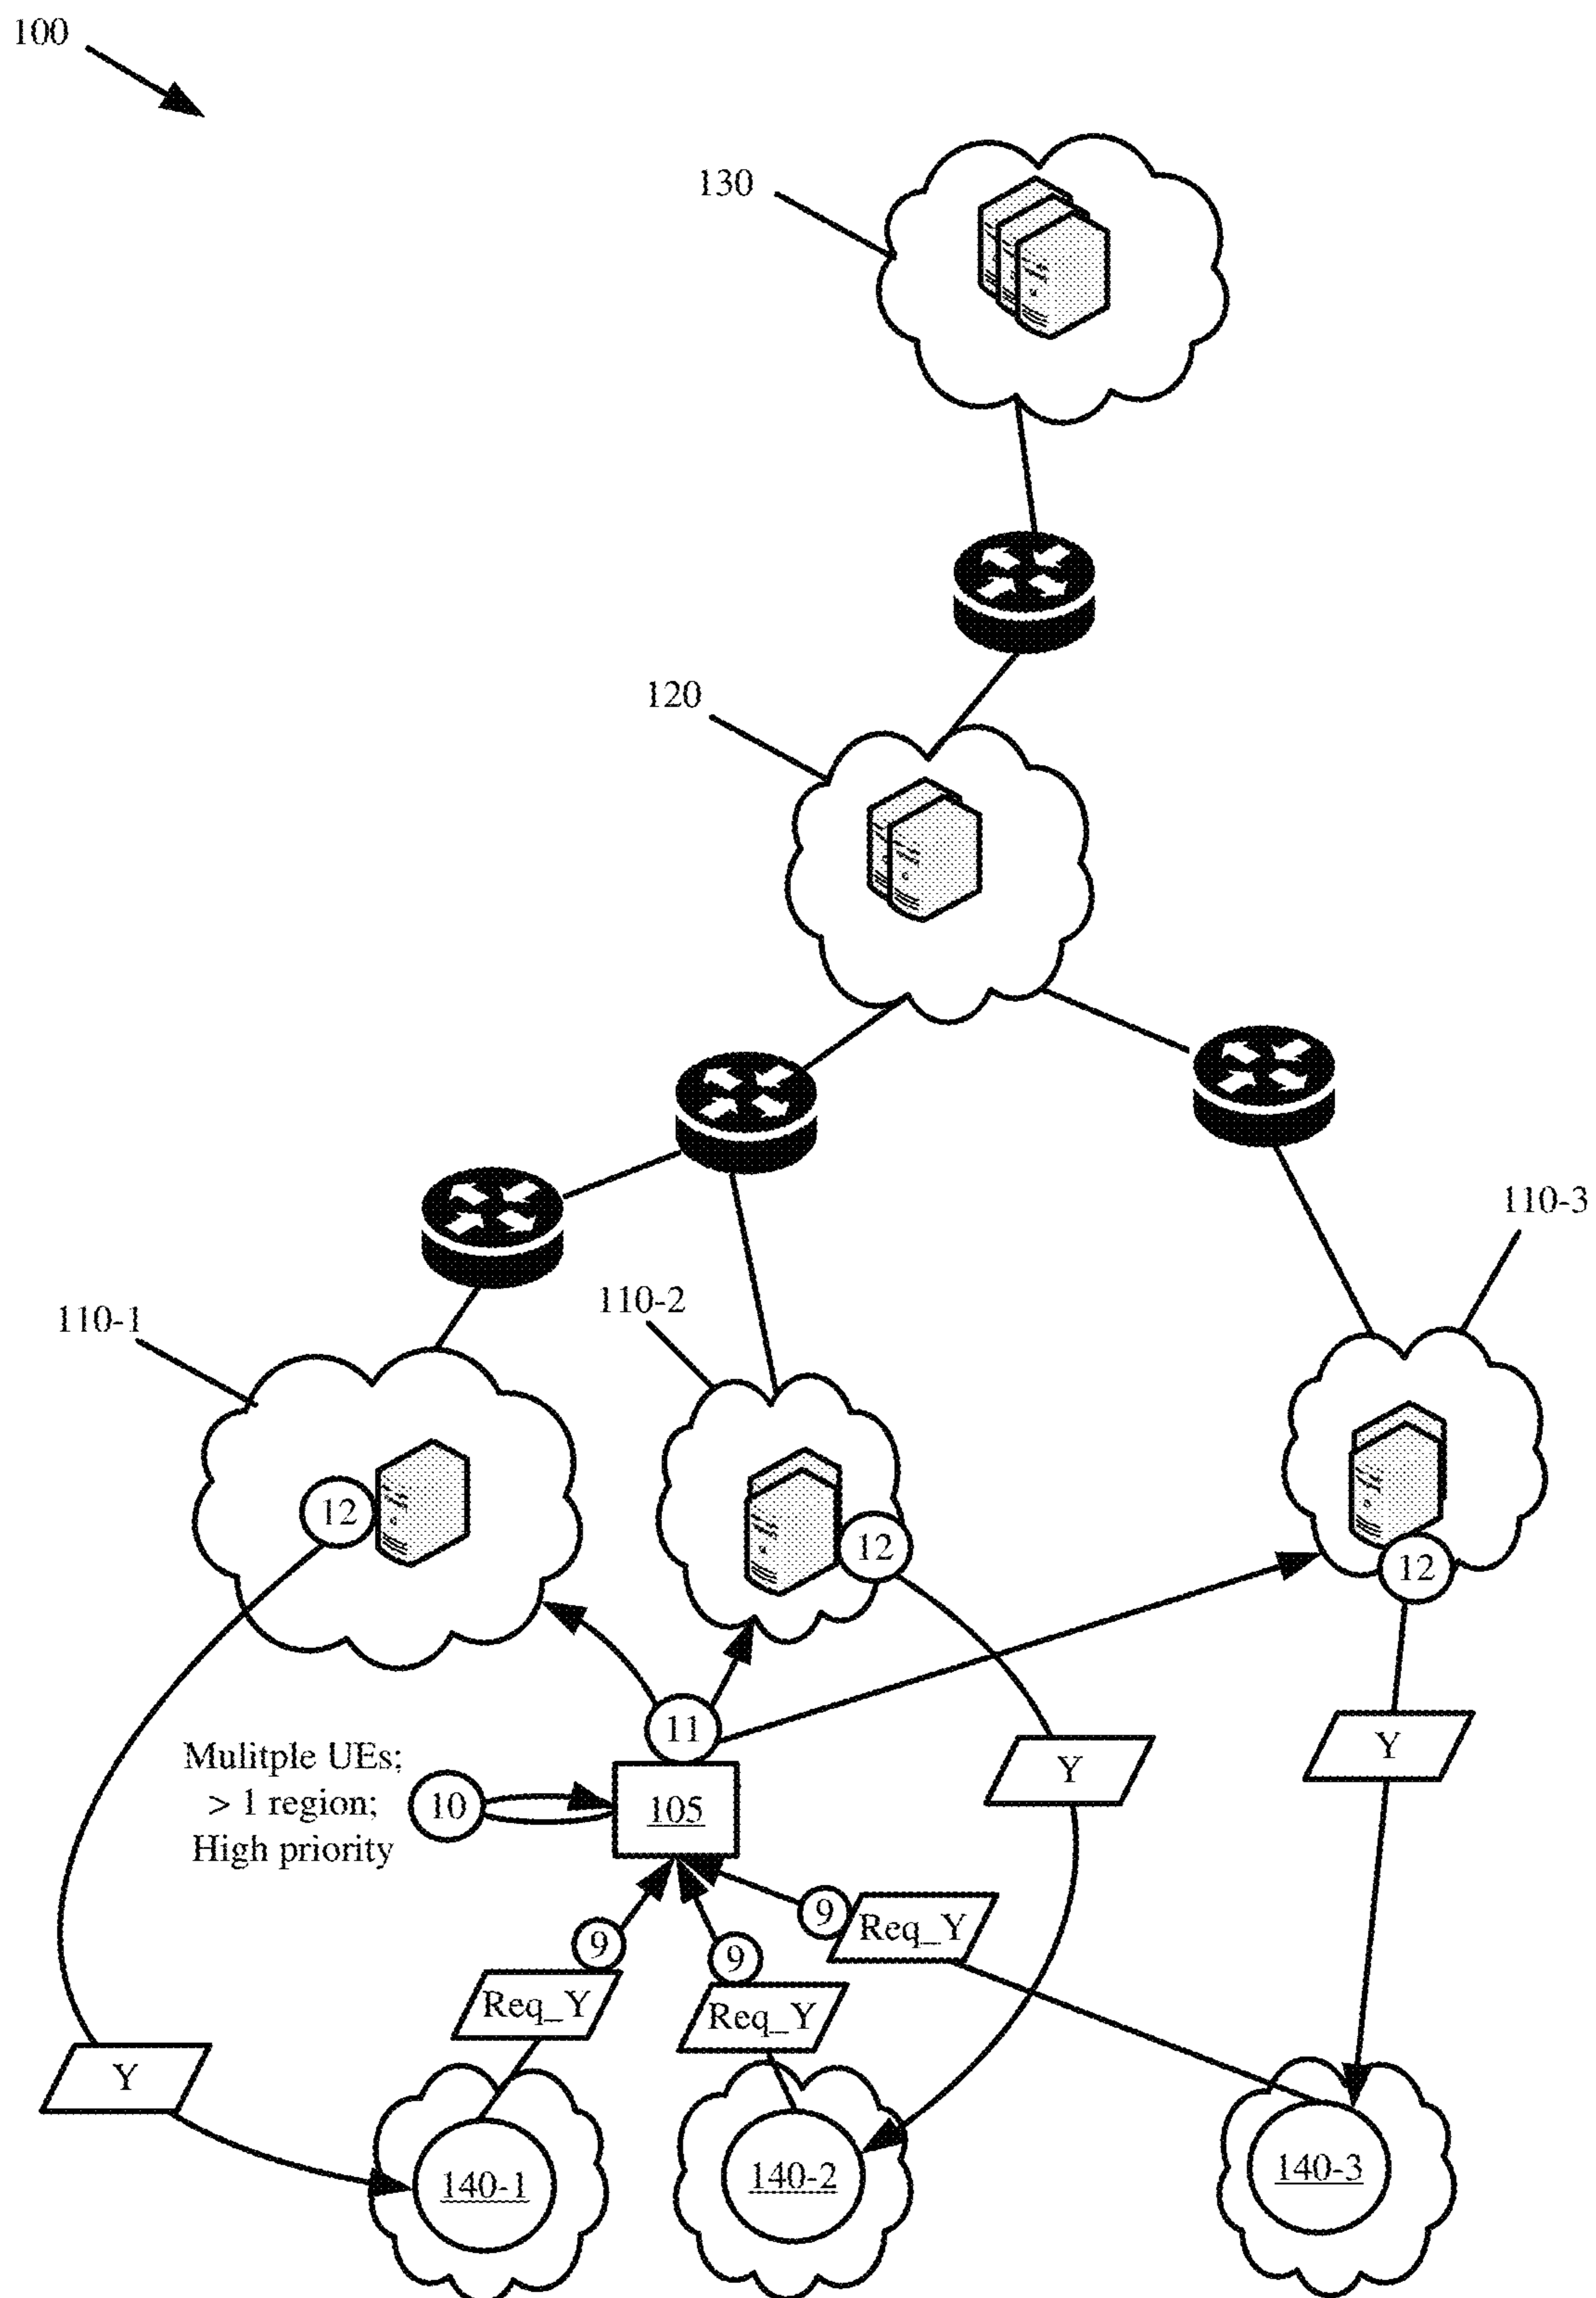 100
130
120
110-3
110-2
110-1
12
12
12
11
Y
Y
Mulitple UEs;
> 1 region;
High priority
10
105
9
Req_Y
9
9
Req_Y
Req_Y
Y
140-1
140-2
140-3